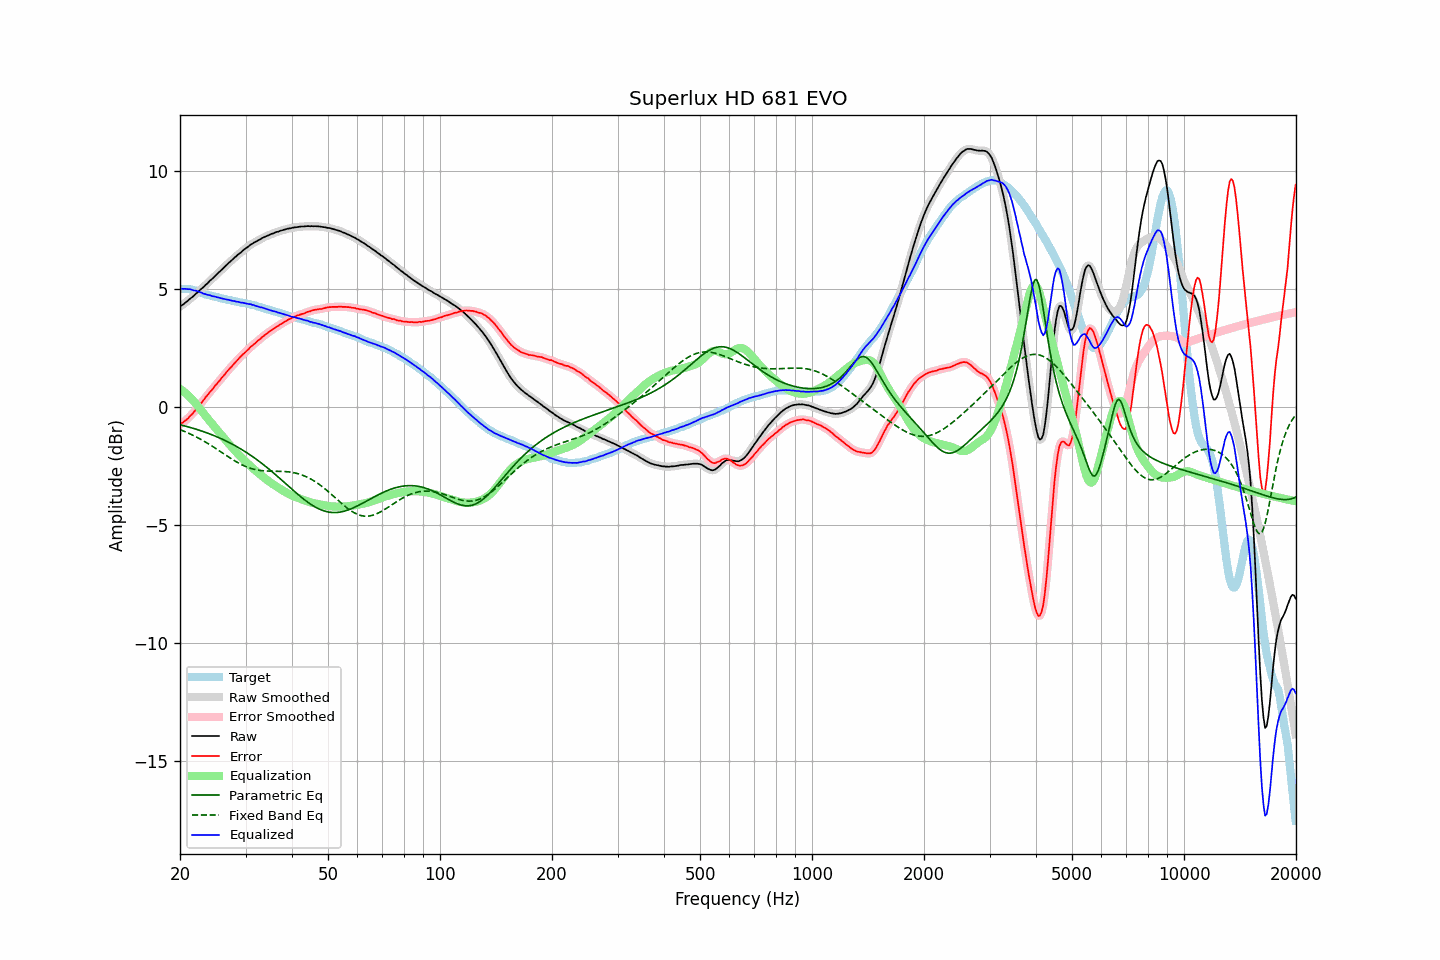 Superlux HD 681 EVO
Amplitude (dBr)
10
5
0
−5
−10
−15
Target
Raw Smoothed
Error Smoothed
Raw
Error
Equalization
Parametric Eq
Fixed Band Eq
Equalized
20 50 100 200 500 1000 2000 5000 10000 20000
Frequency (Hz)